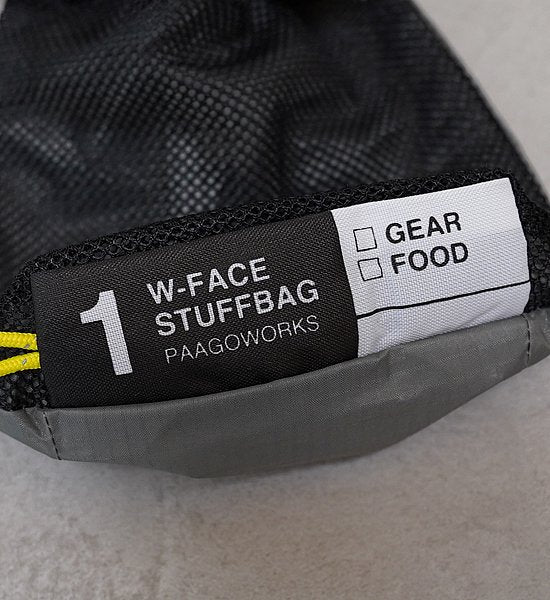 1
W-FACE
STUFFBAG
PAAGOWORKS
GEAR
FOOD